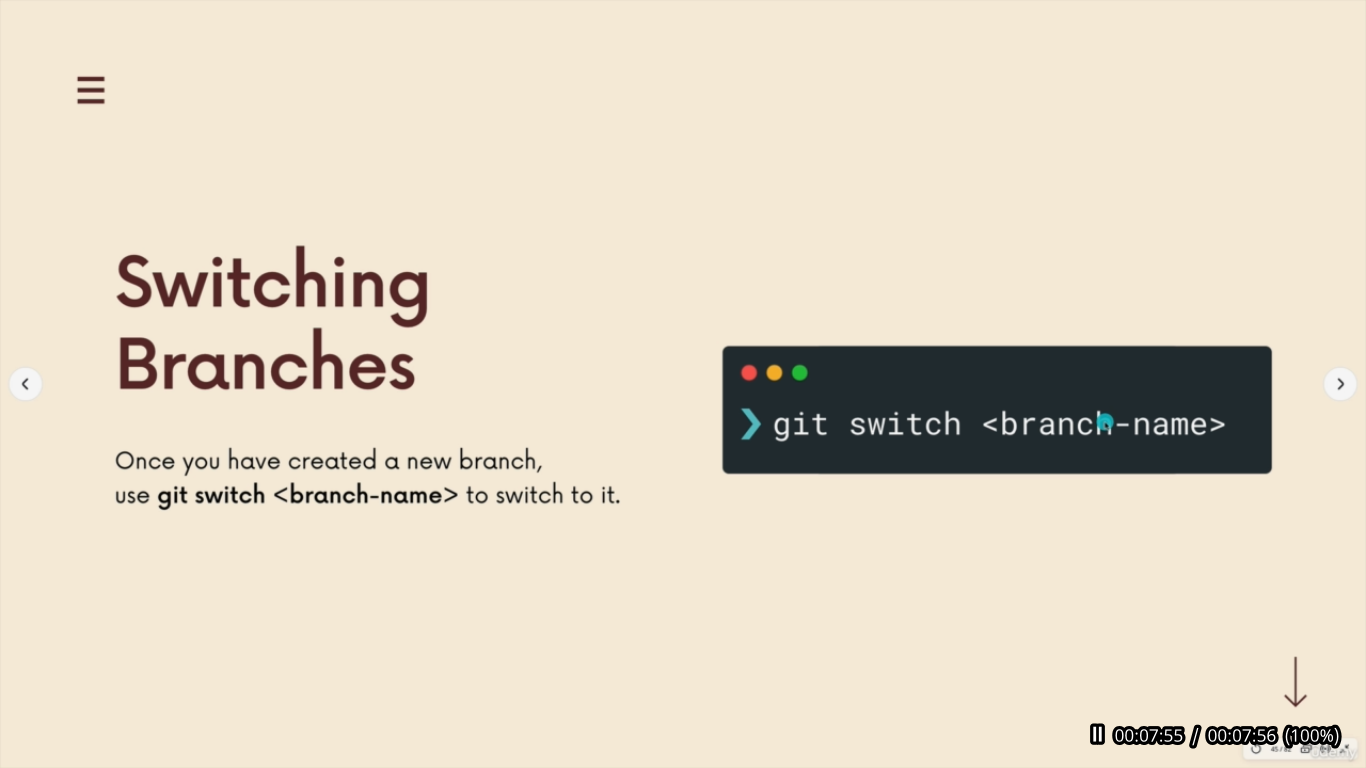 Switching
Branches
Once you have created a new branch,
use git switch <branch-name> to switch to it.
❯ git switch <branch-name>
00:07:55 / 00:07:56 (100%)